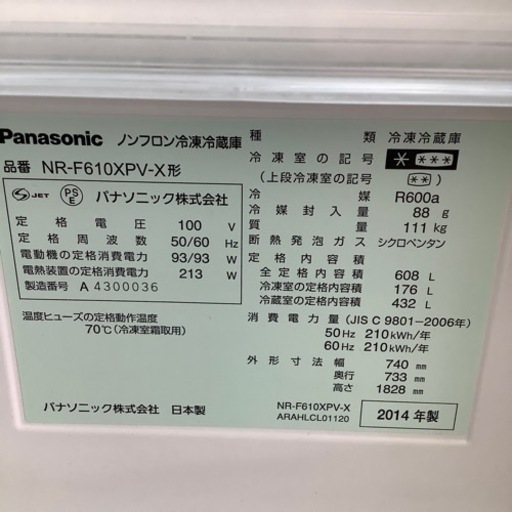 Panasonic ノンフロン冷凍冷蔵庫
品番 NR-F610XPV-X形
S JET PSE パナソニック株式会社
定格電圧 100 V
定格周波数 50/60 Hz
電動機の定格消費電力 93/93 W
電熱装置の定格消費電力 213 W
製造番号 A 4300036
温度ヒューズの定格動作温度
70℃(冷凍室霜取用)
パナソニック株式会社 日本製
種類 冷凍冷蔵庫
冷凍室の記号 * ***
(上段冷凍室の記号 **)
冷媒 R600a
冷媒封入量 88 g
質量 111 kg
断熱発泡ガス シクロペンタン
定格内容積
全定格内容積 608 L
冷凍室の定格内容積 176 L
冷蔵室の定格内容積 432 L
消費電力量(JIS C 9801-2006年)
50Hz 210kWh/年
60Hz 210kWh/年
外形寸法 幅 740 mm
奥行 733 mm
高さ 1828 mm
NR-F610XPV-X
ARAHLCL01120
2014年製